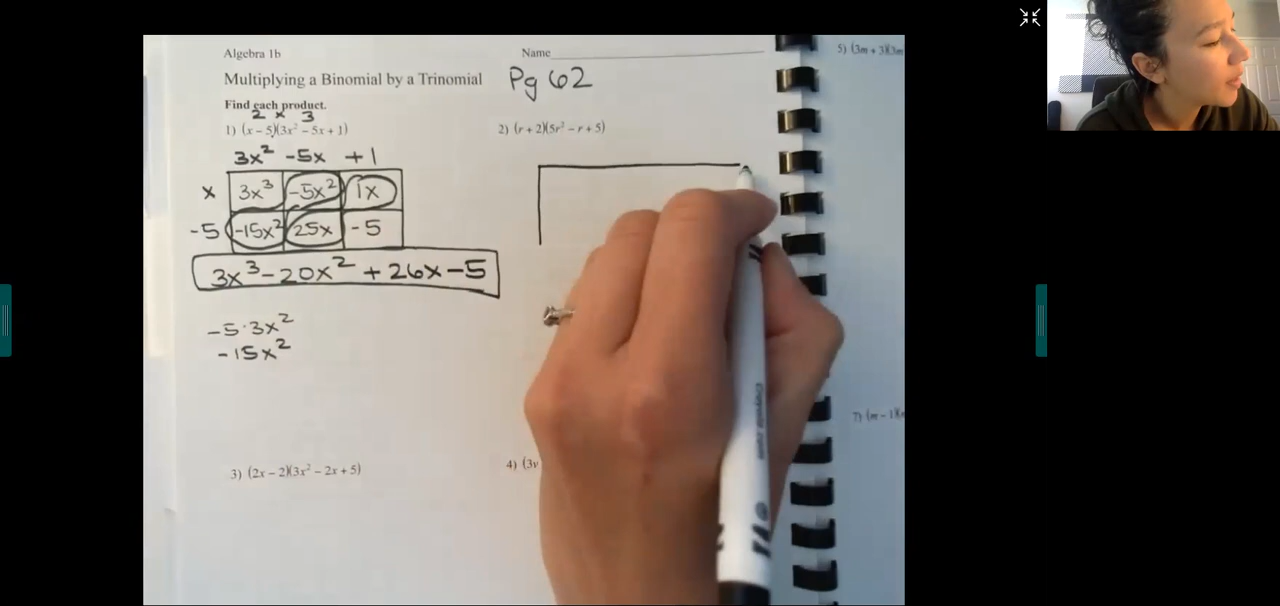 Algebra 1b
Name
Multiplying a Binomial by a Trinomial
Pg 62
Find each product.
2 x 3
1) (x – 5)(3x² – 5x + 1)
3x² -5x +1
x 3x³ -5x² 1x
-5 -15x² 25x -5
3x³ - 20x² + 26x - 5
-5·3x²
-15x²
2) (r + 2)(5r² – r + 5)
3) (2x – 2)(3x² – 2x + 5)
4) (3v
5) (3m + 3)(3m
7) (m – 1)(
Crayola.com